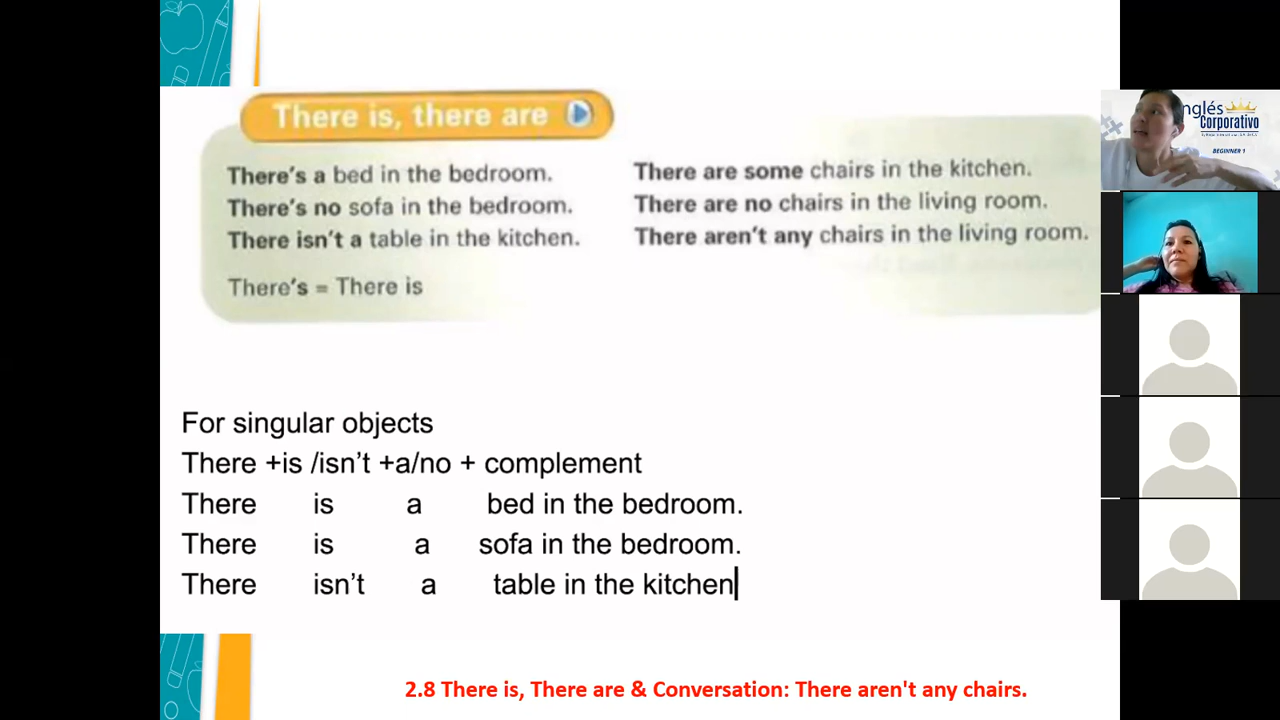 There is, there are
There's a bed in the bedroom.
There's no sofa in the bedroom.
There isn't a table in the kitchen.
There's = There is
There are some chairs in the kitchen.
There are no chairs in the living room.
There aren't any chairs in the living room.
For singular objects
There +is /isn't +a/no + complement
There is a bed in the bedroom.
There is a sofa in the bedroom.
There isn't a table in the kitchen
2.8 There is, There are & Conversation: There aren't any chairs.
nglés
Corporativo
BEGINNER 1